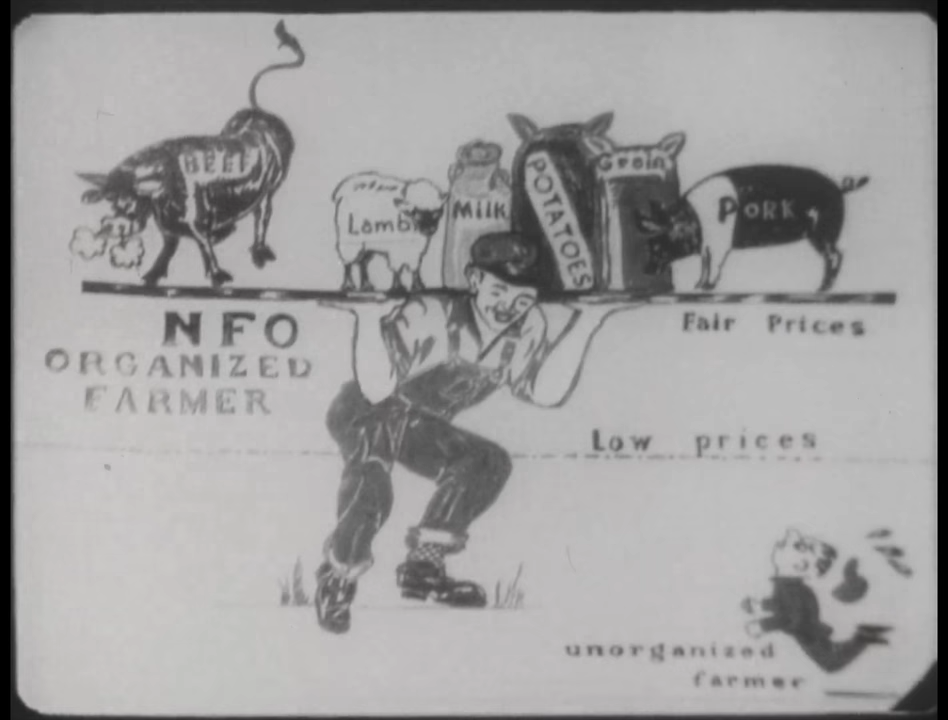 BEEF
Lamb
Milk
POTATOES
Grain
PORK
NFO
ORGANIZED
FARMER
Fair Prices
Low prices
unorganized
farmer